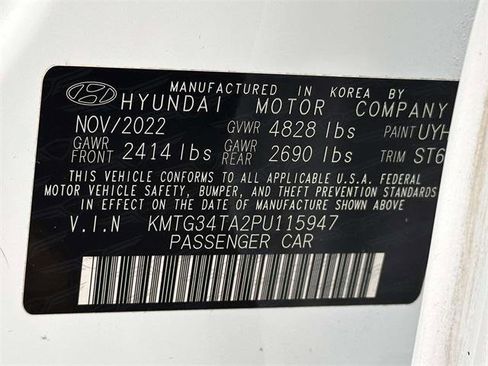 MANUFACTURED IN KOREA BY
HYUNDAI MOTOR COMPANY
NOV/2022 GVWR 4828 lbs PAINT UYH
GAWR FRONT 2414 lbs GAWR REAR 2690 lbs TRIM ST6
THIS VEHICLE CONFORMS TO ALL APPLICABLE U.S.A. FEDERAL
MOTOR VEHICLE SAFETY, BUMPER, AND THEFT PREVENTION STANDARDS
IN EFFECT ON THE DATE OF MANUFACTURE SHOWN ABOVE
V.I.N KMTG34TA2PU115947
PASSENGER CAR